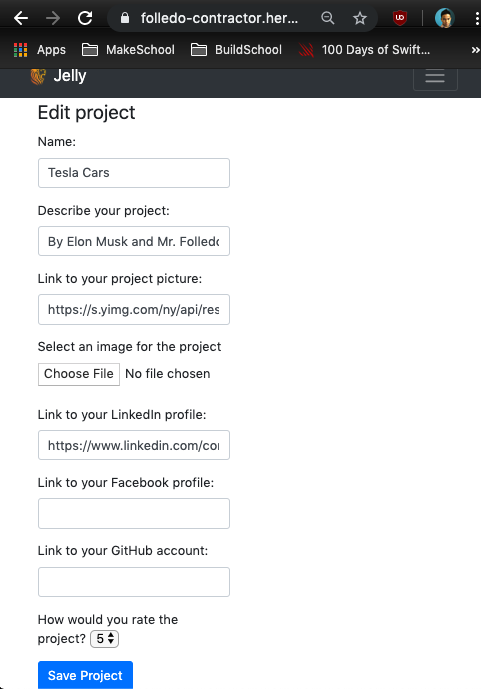 folledo-contractor.her...
Apps MakeSchool BuildSchool 100 Days of Swift... »
Jelly
Edit project
Name:
Tesla Cars
Describe your project:
By Elon Musk and Mr. Folledo
Link to your project picture:
https://s.yimg.com/ny/api/res
Select an image for the project
Choose File No file chosen
Link to your LinkedIn profile:
https://www.linkedin.com/co
Link to your Facebook profile:
Link to your GitHub account:
How would you rate the
project? 5
Save Project